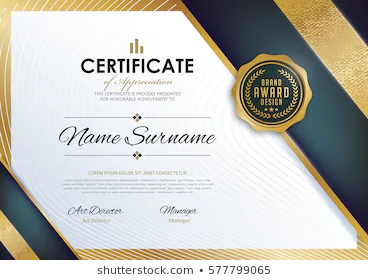 CERTIFICATE
of Appreciation
THIS CERTIFICATE IS PROUDLY PRESENTED
FOR HONORABLE ACHIEVEMENT TO
Name Surname
BRAND
AWARD
DESIGN
LOREM IPSUM DOLOR SIT AMET CONSECTETUR
Art Director
Art Director
Manager
Manager
shutterstock.com • 577799065